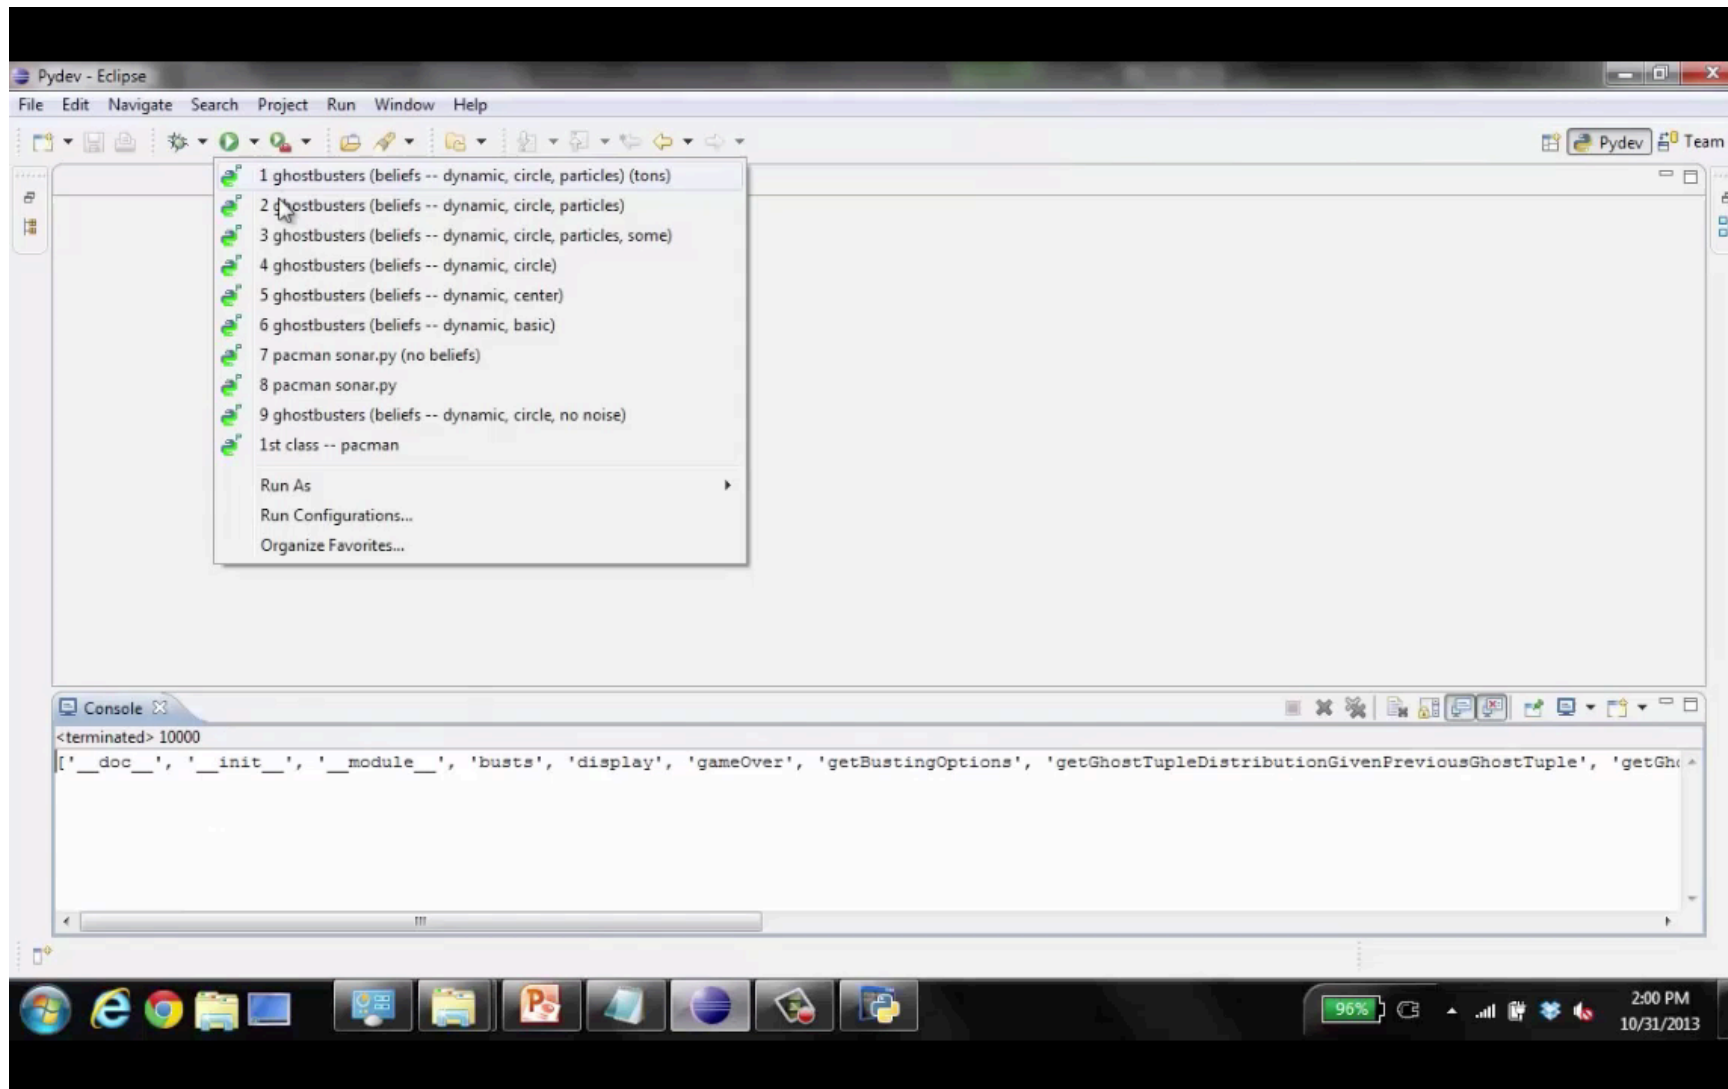 Pydev - Eclipse
File Edit Navigate Search Project Run Window Help
Pydev Team
1 ghostbusters (beliefs -- dynamic, circle, particles) (tons)
2 ghostbusters (beliefs -- dynamic, circle, particles)
3 ghostbusters (beliefs -- dynamic, circle, particles, some)
4 ghostbusters (beliefs -- dynamic, circle)
5 ghostbusters (beliefs -- dynamic, center)
6 ghostbusters (beliefs -- dynamic, basic)
7 pacman sonar.py (no beliefs)
8 pacman sonar.py
9 ghostbusters (beliefs -- dynamic, circle, no noise)
1st class -- pacman
Run As
Run Configurations...
Organize Favorites...
Console
<terminated> 10000
['__doc__', '__init__', '__module__', 'busts', 'display', 'gameOver', 'getBustingOptions', 'getGhostTupleDistributionGivenPreviousGhostTuple', 'getGh
96%
2:00 PM
10/31/2013